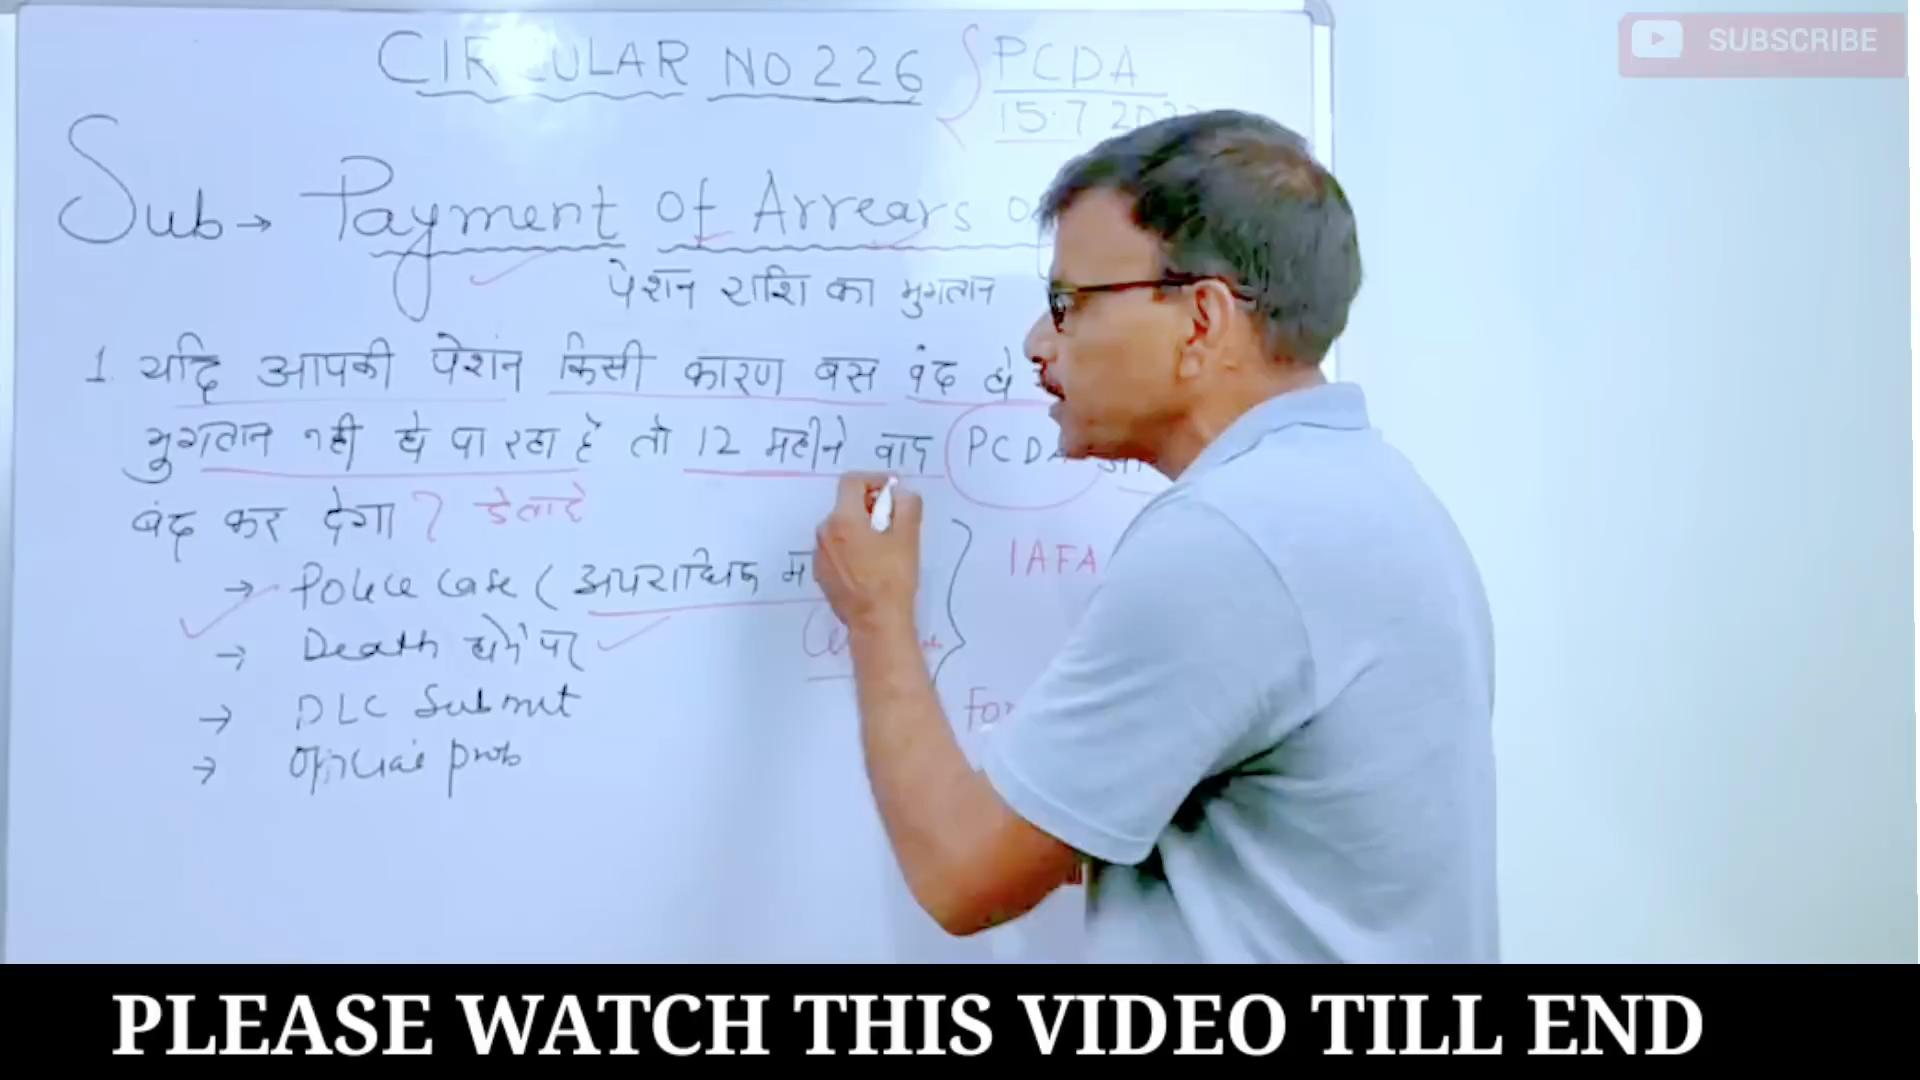 CIRCULAR NO 226 { PCDA
15.7
SUBSCRIBE
Sub → Payment of Arrears
पेशन राशि का भुगतान
1. यदि आपकी पेशन किसी कारण बस बंद हो
भुगतान नही हो पा रहा है तो 12 महीने बाद PCDA
बंद कर देगा ?
→ Police Case (अपराधिक
→ Death होने पर
→ DLC Submit
→ prob
IAFA
For
PLEASE WATCH THIS VIDEO TILL END